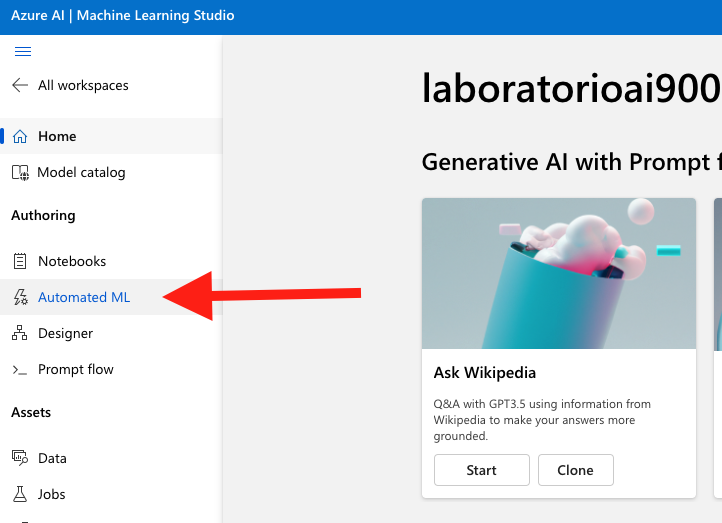 Azure AI | Machine Learning Studio
All workspaces
Home
Model catalog
Authoring
Notebooks
Automated ML
Designer
Prompt flow
Assets
Data
Jobs
laboratorioai900
Generative AI with Prompt
Ask Wikipedia
Q&A with GPT3.5 using information from
Wikipedia to make your answers more
grounded.
Start
Clone